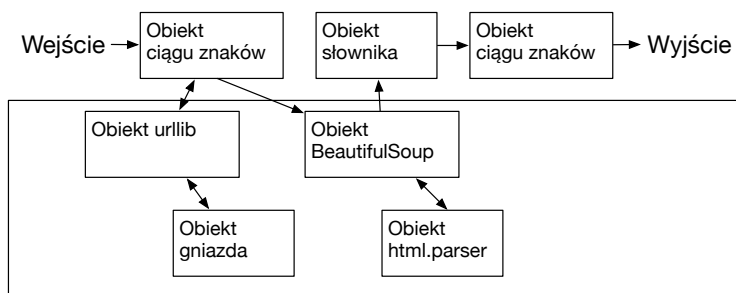 Wejście
Obiekt
ciągu znaków
Obiekt
słownika
Obiekt
ciągu znaków
Wyjście
Obiekt urllib
Obiekt
BeautifulSoup
Obiekt
gniazda
Obiekt
html.parser